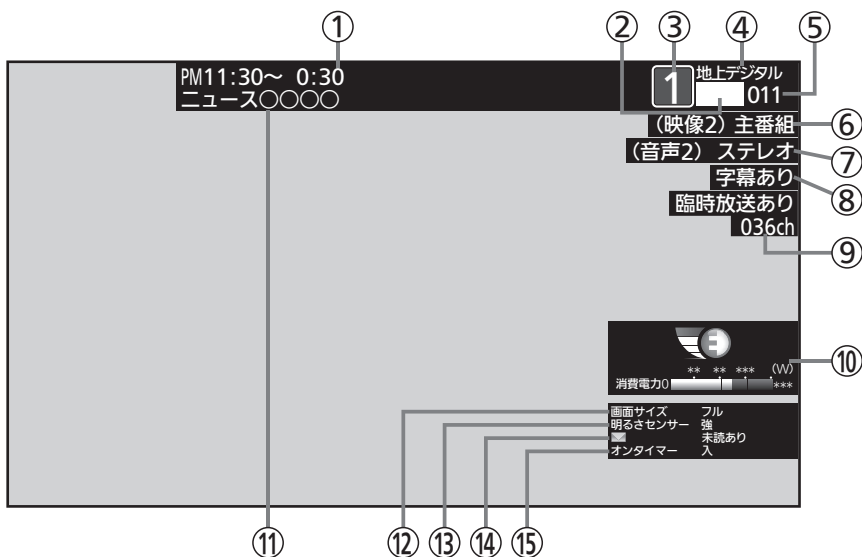 ① ② ③ ④ ⑤
PM11:30～ 0:30
ニュース○○○○
1
地上デジタル
011
(映像2) 主番組 ⑥
(音声2) ステレオ ⑦
字幕あり ⑧
臨時放送あり
036ch
⑨
E
⑩
** ** *** (W)
消費電力0 ***
画面サイズ フル
明るさセンサー 強
未読あり
オンタイマー 入
⑪ ⑫ ⑬ ⑭ ⑮